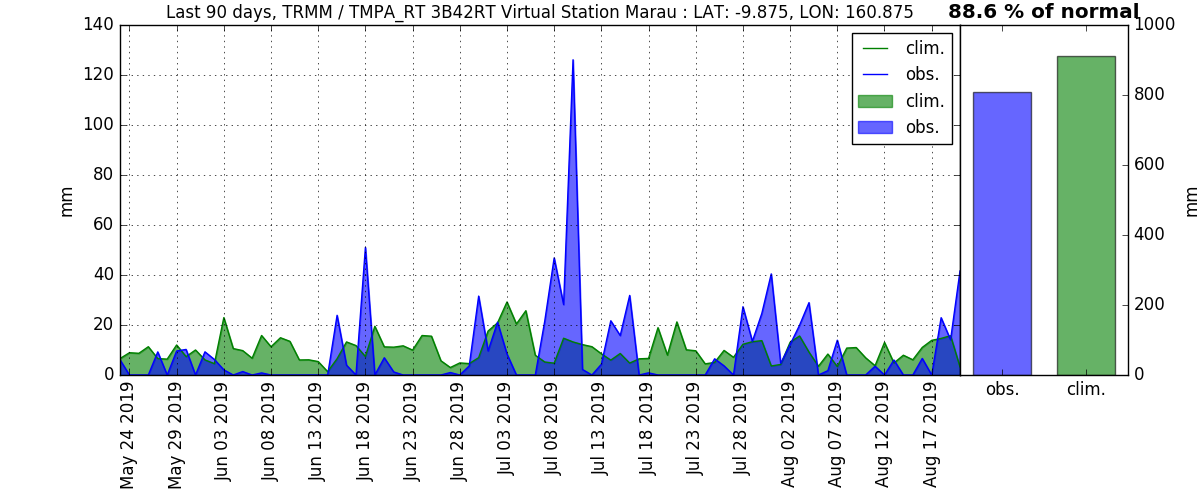 Last 90 days, TRMM / TMPA_RT 3B42RT Virtual Station Marau : LAT: -9.875, LON: 160.875
88.6 % of normal
140
120
100
80
60
40
20
0
mm
clim.
obs.
clim.
obs.
May 24 2019
May 29 2019
Jun 03 2019
Jun 08 2019
Jun 13 2019
Jun 18 2019
Jun 23 2019
Jun 28 2019
Jul 03 2019
Jul 08 2019
Jul 13 2019
Jul 18 2019
Jul 23 2019
Jul 28 2019
Aug 02 2019
Aug 07 2019
Aug 12 2019
Aug 17 2019
1000
800
600
400
200
0
mm
obs.
clim.